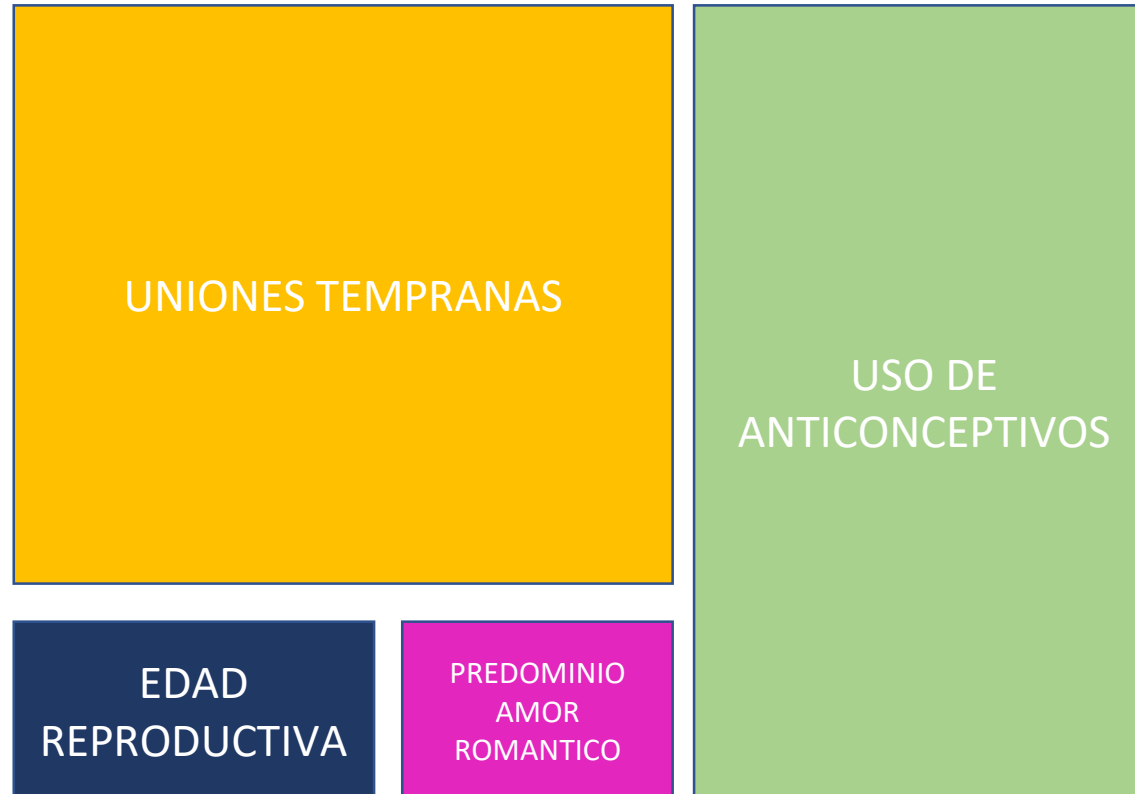 UNIONES TEMPRANAS
USO DE
ANTICONCEPTIVOS
EDAD
REPRODUCTIVA
PREDOMINIO
AMOR
ROMANTICO